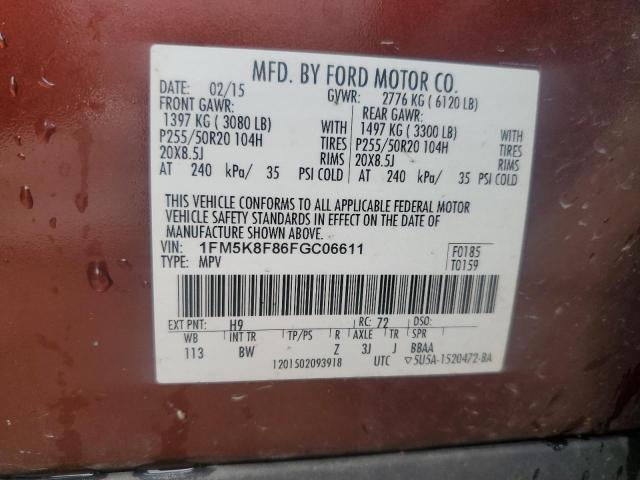 MFD. BY FORD MOTOR CO.
DATE: 02/15 GVWR: 2776 KG ( 6120 LB)
FRONT GAWR: REAR GAWR:
1397 KG ( 3080 LB) WITH 1497 KG ( 3300 LB) WITH
P255/50R20 104H TIRES P255/50R20 104H TIRES
20X8.5J RIMS 20X8.5J RIMS
AT 240 kPa/ 35 PSI COLD AT 240 kPa/ 35 PSI COLD
THIS VEHICLE CONFORMS TO ALL APPLICABLE FEDERAL MOTOR
VEHICLE SAFETY STANDARDS IN EFFECT ON THE DATE OF
MANUFACTURE SHOWN ABOVE.
VIN: 1FM5K8F86FGC06611 F0185
TYPE: MPV T0159
EXT PNT: H9 RC: 72 DSO:
WB INT TR TP/PS R AXLE TR SPR
113 BW Z 3J J BBAA
1201502093918 UTC ▽5U5A-1520472-BA